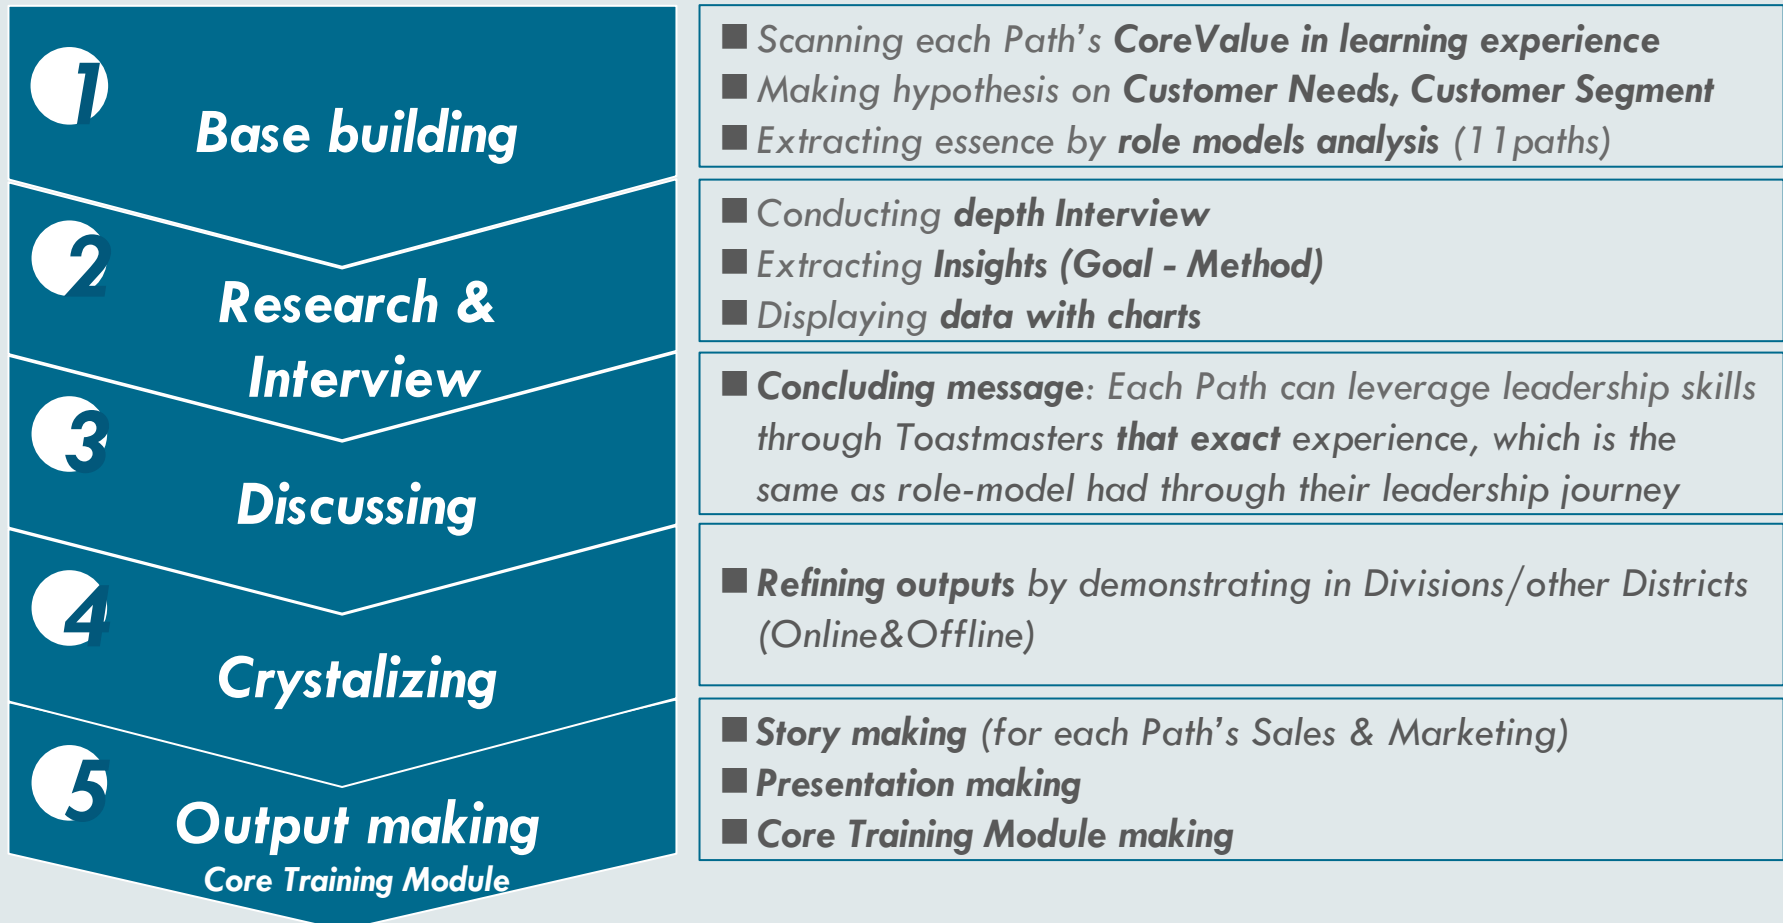 1
Base building
■ Scanning each Path's CoreValue in learning experience
■ Making hypothesis on Customer Needs, Customer Segment
■ Extracting essence by role models analysis (11paths)
2
Research &
Interview
■ Conducting depth Interview
■ Extracting Insights (Goal - Method)
■ Displaying data with charts
3
Discussing
■ Concluding message: Each Path can leverage leadership skills
through Toastmasters that exact experience, which is the
same as role-model had through their leadership journey
4
Crystalizing
■ Refining outputs by demonstrating in Divisions/other Districts
(Online&Offline)
5
Output making
Core Training Module
■ Story making (for each Path's Sales & Marketing)
■ Presentation making
■ Core Training Module making